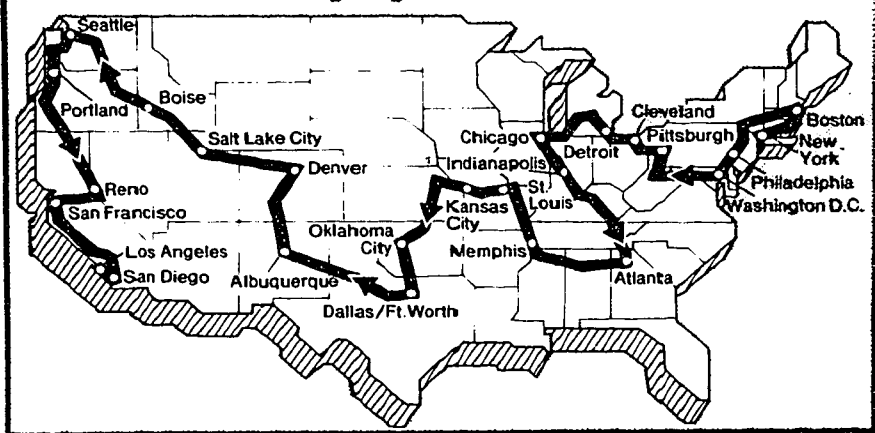 Seattle
Portland
Boise
Salt Lake City
Denver
Reno
San Francisco
Los Angeles
San Diego
Albuquerque
Oklahoma
City
Dallas/Ft.Worth
Chicago
Indianapolis
Kansas
City
St.
Louis
Memphis
Atlanta
Detroit
Cleveland
Pittsburgh
Boston
New
York
Philadelphia
Washington D.C.